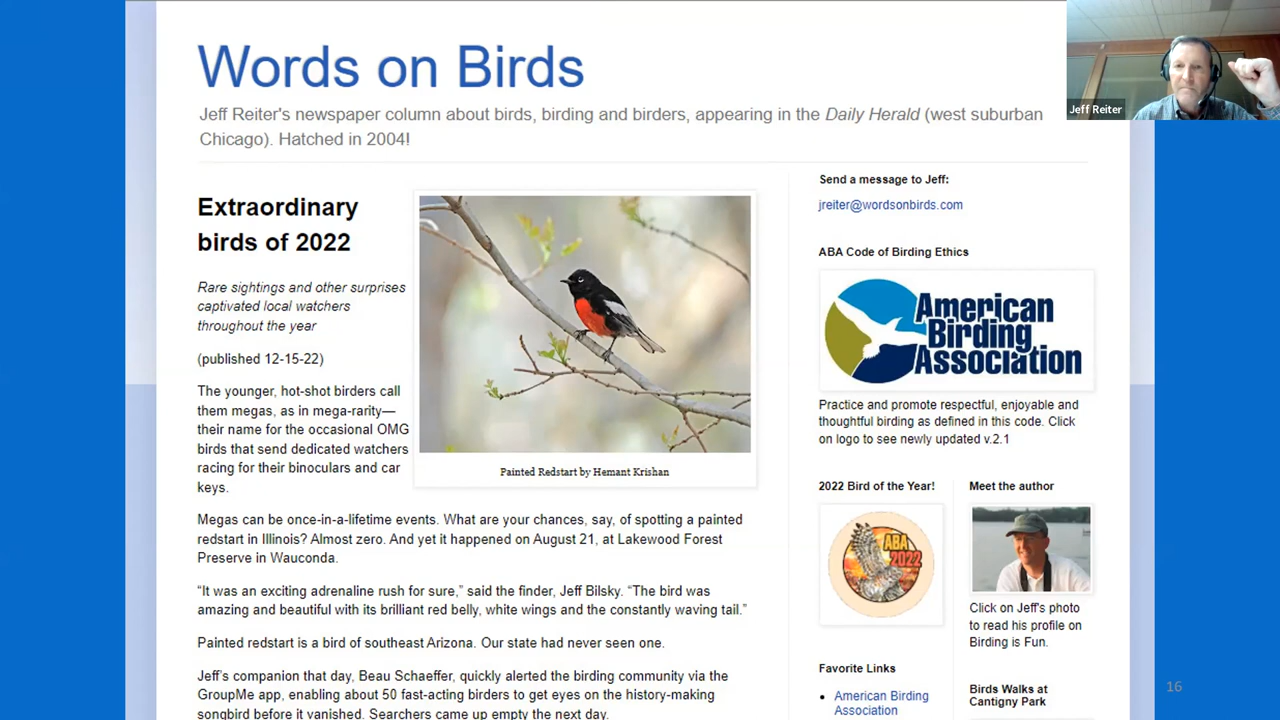 Words on Birds
Jeff Reiter's newspaper column about birds, birding and birders, appearing in the Daily Herald (west suburban
Chicago). Hatched in 2004!
Jeff Reiter
Extraordinary
birds of 2022
Rare sightings and other surprises
captivated local watchers
throughout the year
(published 12-15-22)
The younger, hot-shot birders call
them megas, as in mega-rarity—
their name for the occasional OMG
birds that send dedicated watchers
racing for their binoculars and car
keys.
Painted Redstart by Hemant Krishan
Megas can be once-in-a-lifetime events. What are your chances, say, of spotting a painted
redstart in Illinois? Almost zero. And yet it happened on August 21, at Lakewood Forest
Preserve in Wauconda.
“It was an exciting adrenaline rush for sure,” said the finder, Jeff Bilsky. “The bird was
amazing and beautiful with its brilliant red belly, white wings and the constantly waving tail.”
Painted redstart is a bird of southeast Arizona. Our state had never seen one.
Jeff’s companion that day, Beau Schaeffer, quickly alerted the birding community via the
GroupMe app, enabling about 50 fast-acting birders to get eyes on the history-making
songbird before it vanished. Searchers came up empty the next day.
Send a message to Jeff:
jreiter@wordsonbirds.com
ABA Code of Birding Ethics
American
Birding
Association
Practice and promote respectful, enjoyable and
thoughtful birding as defined in this code. Click
on logo to see newly updated v.2.1
2022 Bird of the Year!
ABA
2022
Favorite Links
American Birding
Association
Meet the author
Click on Jeff's photo
to read his profile on
Birding is Fun.
Birds Walks at
Cantigny Park
16